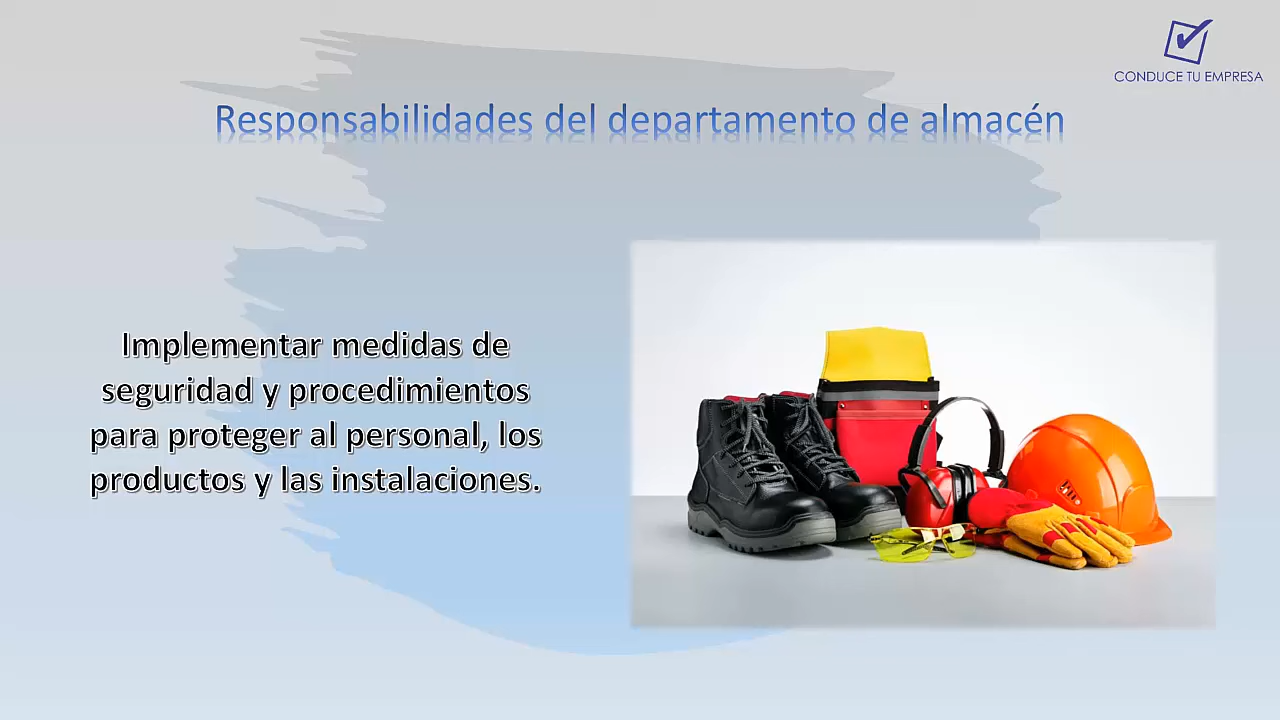 CONDUCE TU EMPRESA
Responsabilidades del departamento de almacén
Implementar medidas de
seguridad y procedimientos
para proteger al personal, los
productos y las instalaciones.